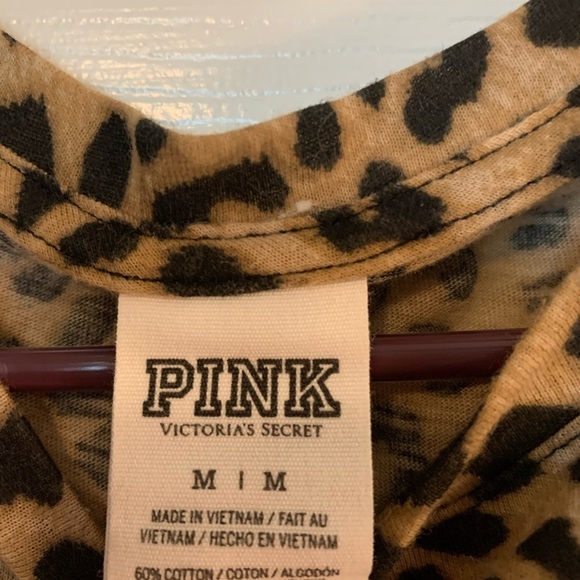 PINK
VICTORIA'S SECRET
M | M
MADE IN VIETNAM / FAIT AU
VIETNAM / HECHO EN VIETNAM
60% COTTON / COTON / ALGODÓN